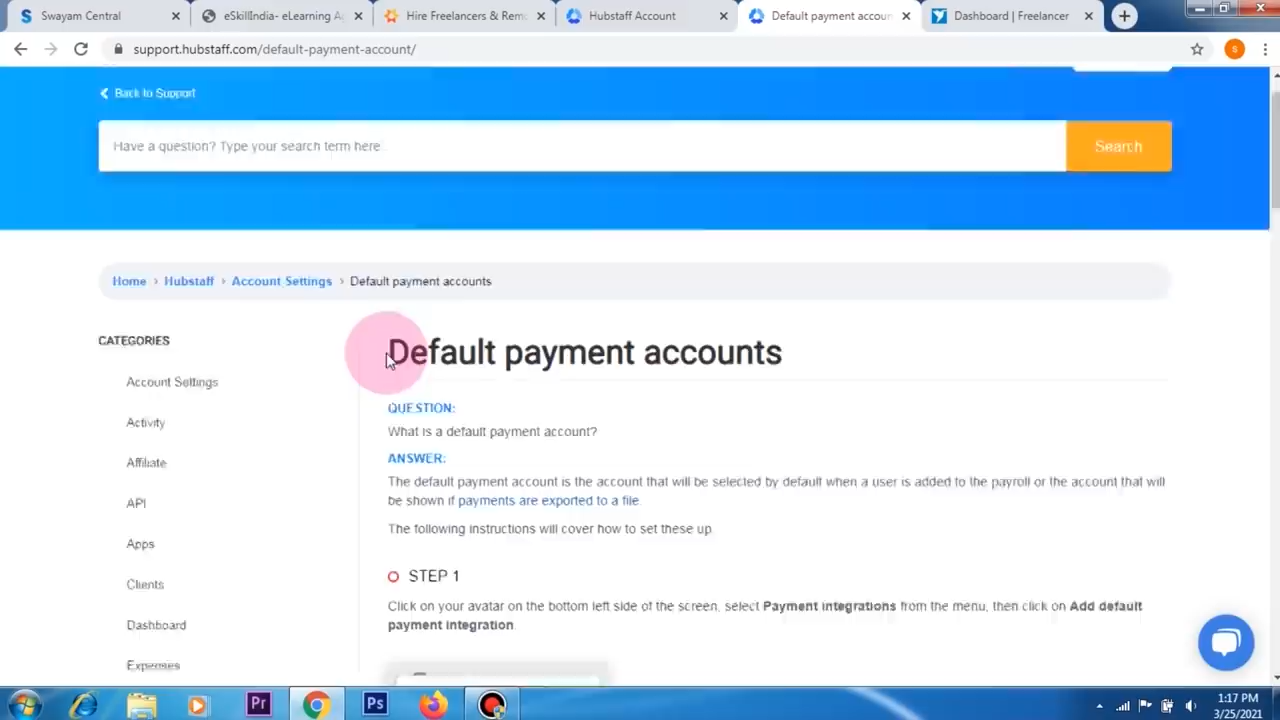 Swayam Central
eSkillIndia- eLearning Ag
Hire Freelancers & Remo
Hubstaff Account
Default payment accoun
Dashboard | Freelancer
support.hubstaff.com/default-payment-account/
S
Back to Support
Have a question? Type your search term here..
Search
Home › Hubstaff › Account Settings › Default payment accounts
CATEGORIES
Account Settings
Activity
Affiliate
API
Apps
Clients
Dashboard
Expenses
Default payment accounts
QUESTION:
What is a default payment account?
ANSWER:
The default payment account is the account that will be selected by default when a user is added to the payroll or the account that will
be shown if payments are exported to a file.
The following instructions will cover how to set these up.
STEP 1
Click on your avatar on the bottom left side of the screen, select Payment integrations from the menu, then click on Add default
payment integration.
Pr
Ps
1:17 PM
3/25/2021